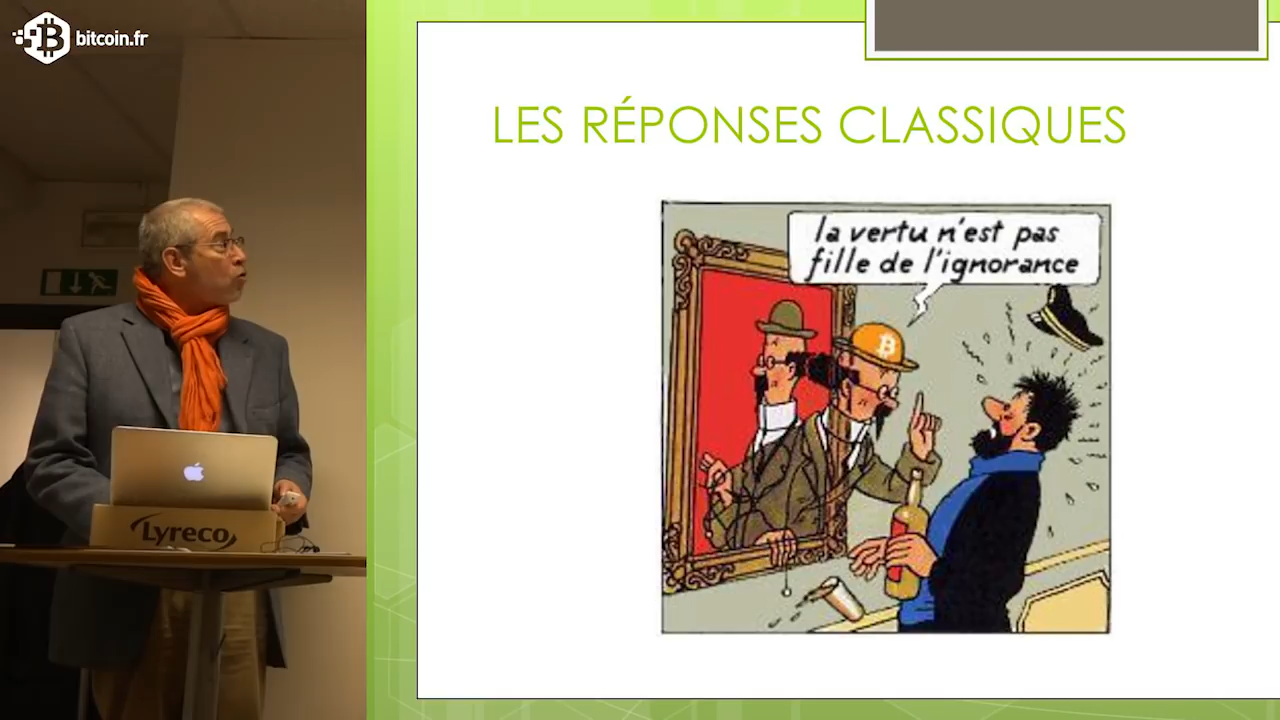 bitcoin.fr
LES RÉPONSES CLASSIQUES
la vertu n'est pas
fille de l'ignorance
Lyreco